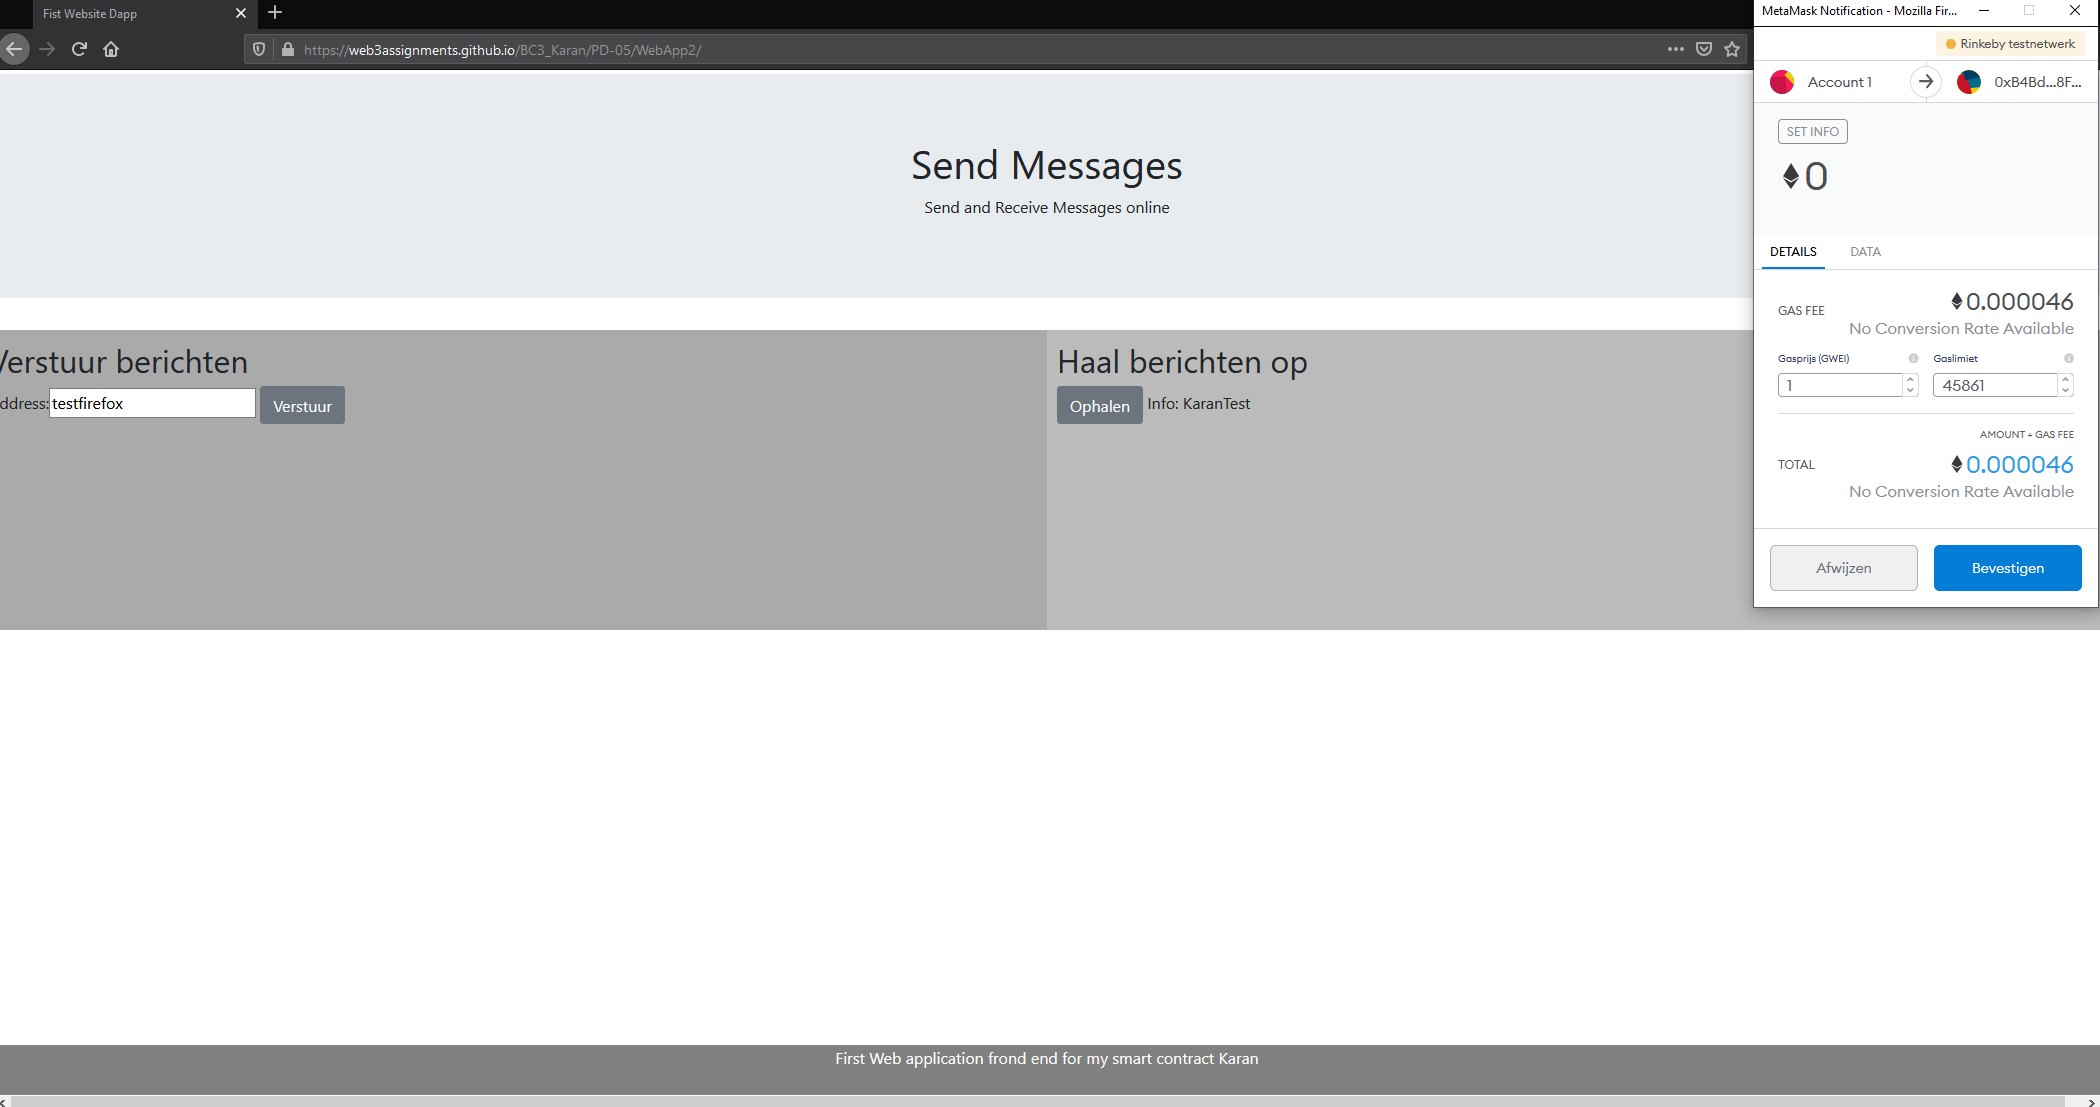 Fist Website Dapp
https://web3assignments.github.io/BC3_Karan/PD-05/WebApp2/
Send Messages
Send and Receive Messages online
Verstuur berichten
ddress: testfirefox Verstuur
Haal berichten op
Ophalen Info: KaranTest
First Web application frond end for my smart contract Karan
MetaMask Notification - Mozilla Fir...
Rinkeby testnetwerk
Account 1 0xB4Bd...8F...
SET INFO
0
DETAILS DATA
GAS FEE 0.000046
No Conversion Rate Available
Gasprijs (GWEI) Gaslimiet
1 45861
AMOUNT + GAS FEE
TOTAL 0.000046
No Conversion Rate Available
Afwijzen Bevestigen